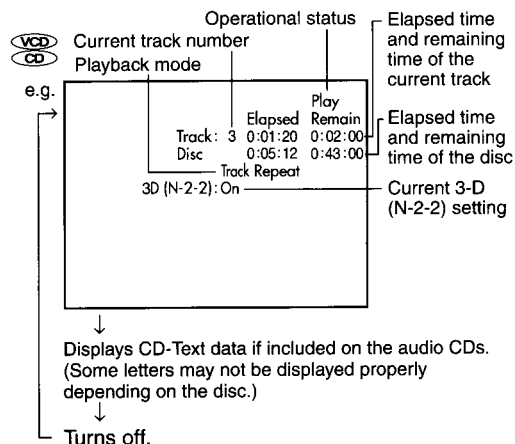 Operational status
VCD Current track number
CD Playback mode
e.g.
Elapsed time
and remaining
time of the
current track
Play
Elapsed Remain
Track: 3 0:01:20 0:02:00
Disc 0:05:12 0:43:00
Track Repeat
3D (N-2-2): On
Elapsed time
and remaining
time of the disc
Current 3-D
(N-2-2) setting
↓
Displays CD-Text data if included on the audio CDs.
(Some letters may not be displayed properly
depending on the disc.)
↓
Turns off.